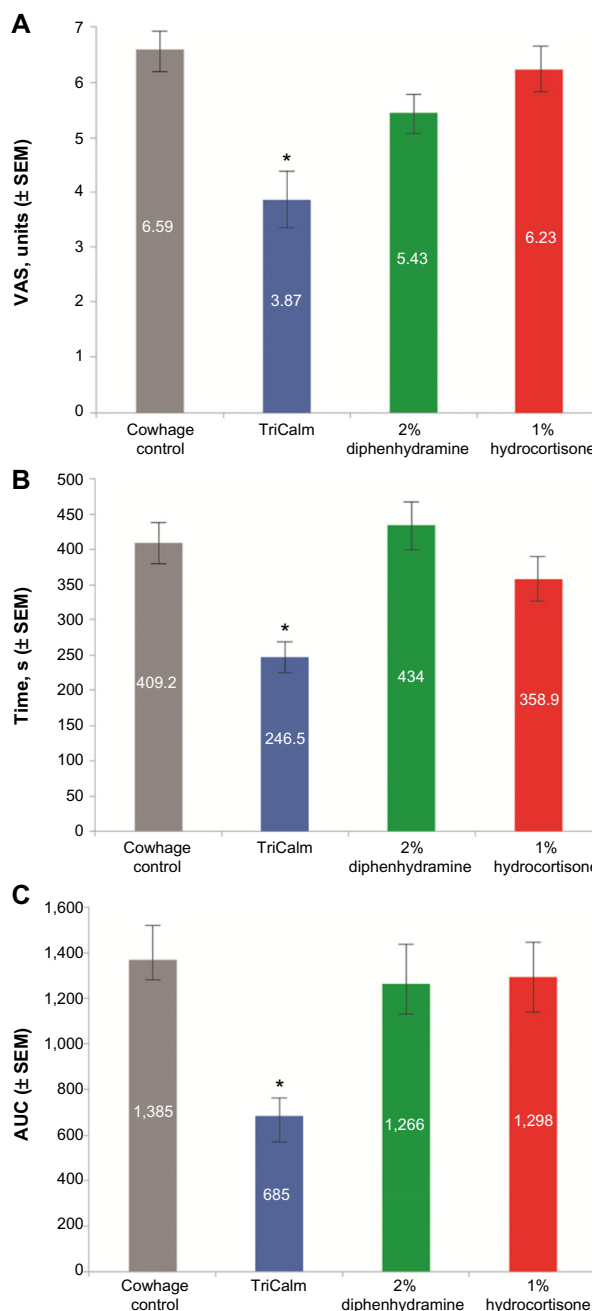 A
VAS, units (± SEM)
7
6
5
4
3
2
1
0
*
6.59
3.87
5.43
6.23
Cowhage control
TriCalm
2% diphenhydramine
1% hydrocortisone
B
Time, s (± SEM)
500
450
400
350
300
250
200
150
100
50
0
*
409.2
246.5
434
358.9
Cowhage control
TriCalm
2% diphenhydramine
1% hydrocortisone
C
AUC (± SEM)
1,600
1,400
1,200
1,000
800
600
400
200
0
*
1,385
685
1,266
1,298
Cowhage control
TriCalm
2% diphenhydramine
1% hydrocortisone